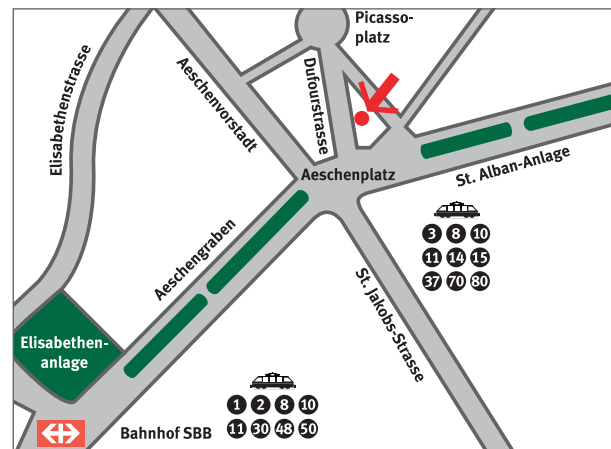 Picasso-
platz
Elisabethenstrasse
Aeschenvorstadt
Dufourstrasse
Aeschenplatz
St. Alban-Anlage
Aeschengraben
3 8 10
11 14 15
37 70 80
St. Jakobs-Strasse
Elisabethen-
anlage
1 2 8 10
11 30 48 50
Bahnhof SBB